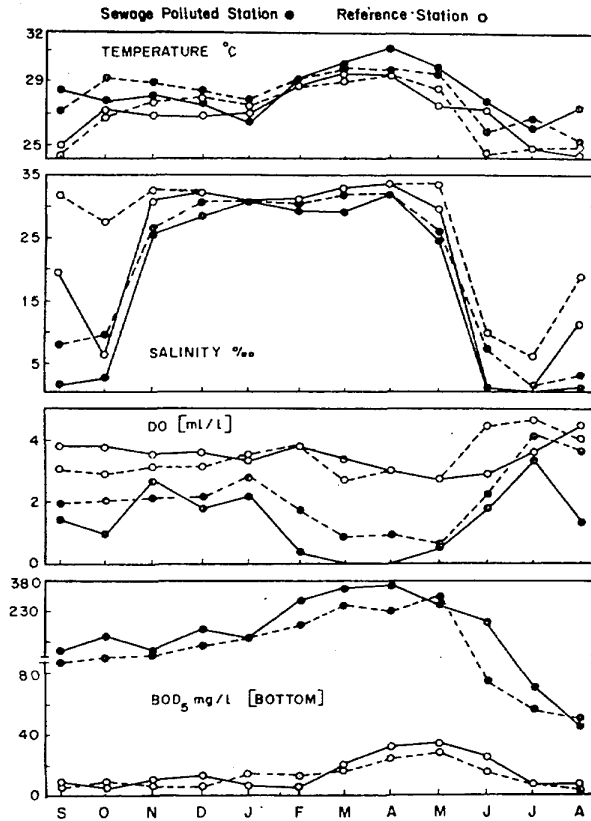 Sewage Polluted Station ● Reference Station ○
32
TEMPERATURE °C
29
25
35
25
15
SALINITY ‰
5
DO [ml/l]
4
2
0
380
230
80
BOD5 mg/l [BOTTOM]
40
0
S O N D J F M A M J J A